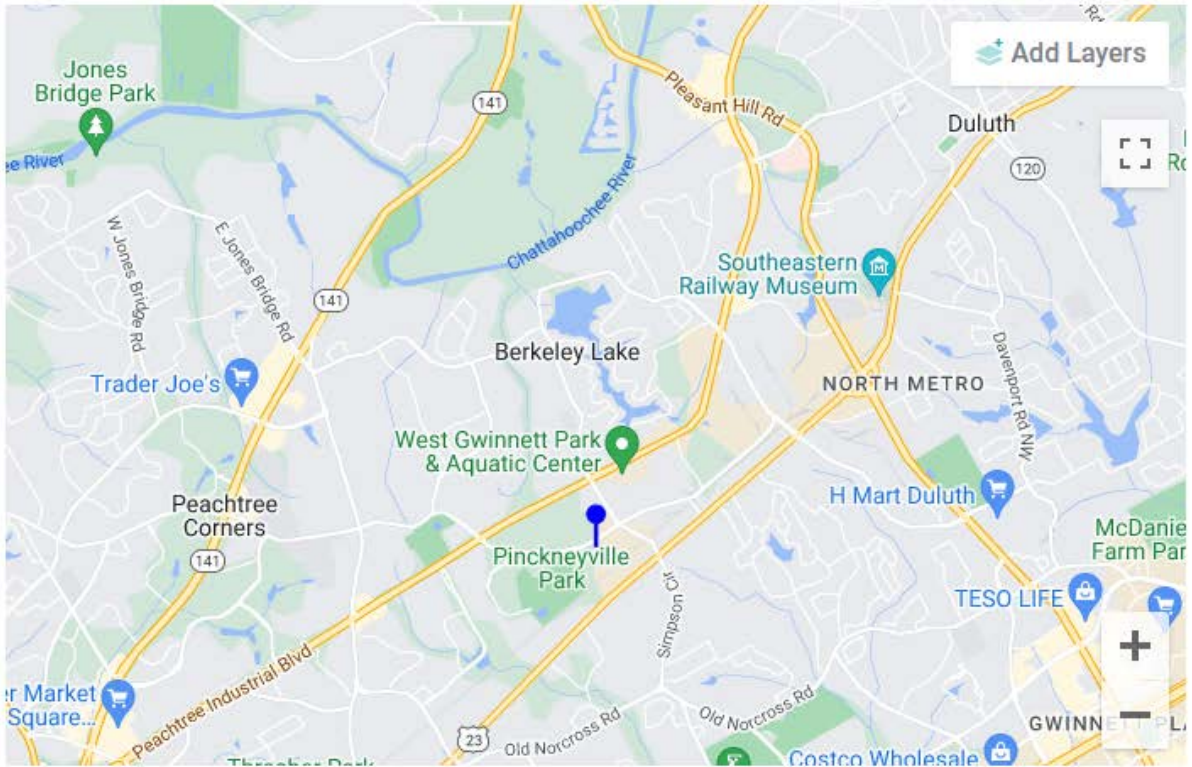 Jones
Bridge Park
141
Pleasant Hill Rd
Add Layers
Duluth
120
ee River
Chattahoochee River
W Jones Bridge Rd
E Jones Bridge Rd
141
Southeastern
Railway Museum
Berkeley Lake
Trader Joe's
NORTH METRO
Davenport Rd NW
West Gwinnett Park
& Aquatic Center
H Mart Duluth
Peachtree
Corners
141
Pinckneyville
Park
McDanie
Farm Par
TESO LIFE
Simpson Cir
er Market
Square...
Peachtree Industrial Blvd
23
Old Norcross Rd
Old Norcross Rd
Costco Wholesale